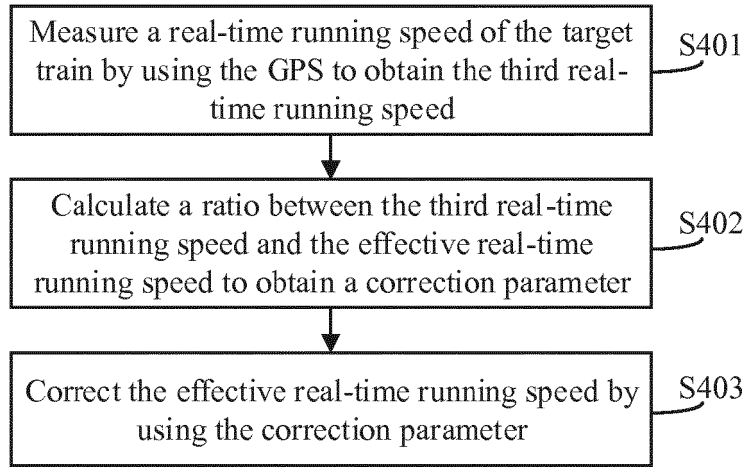 Measure a real-time running speed of the target
train by using the GPS to obtain the third real-
time running speed
S401
Calculate a ratio between the third real-time
running speed and the effective real-time
running speed to obtain a correction parameter
S402
Correct the effective real-time running speed by
using the correction parameter
S403